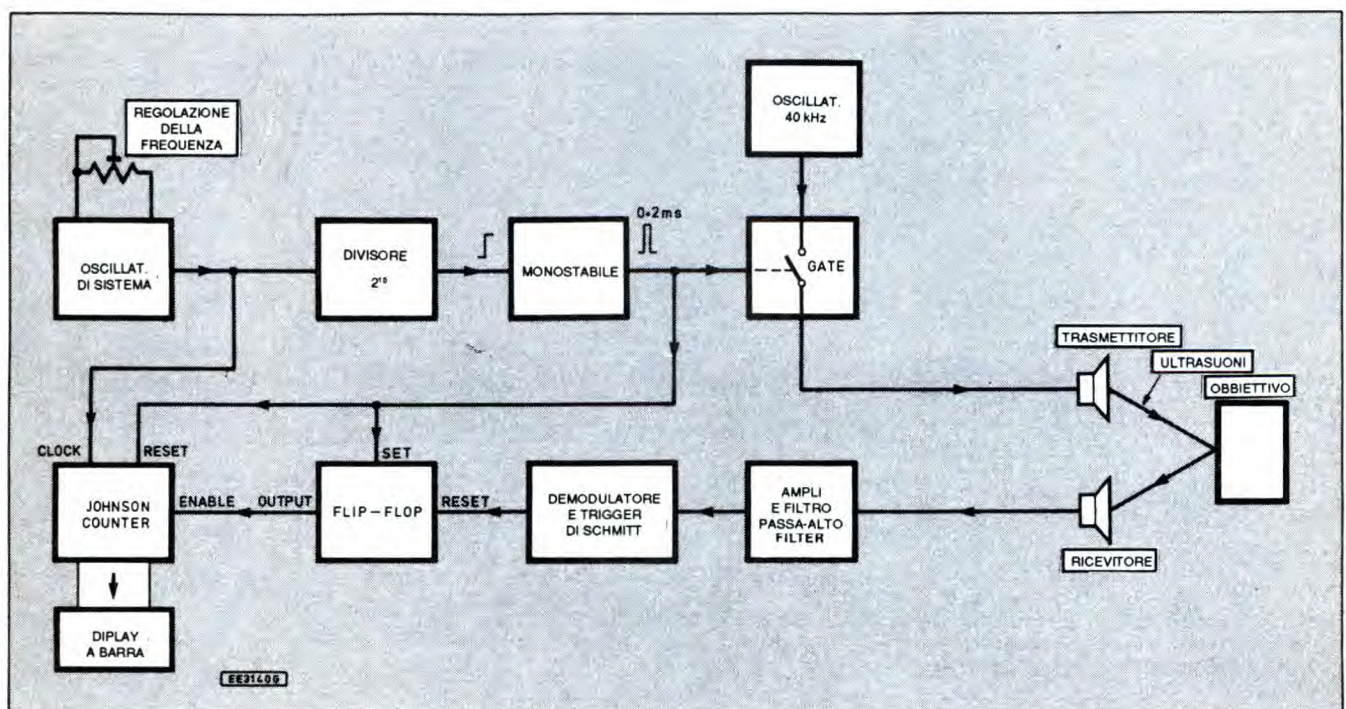 REGOLAZIONE
DELLA
FREQUENZA
OSCILLAT.
40 kHz
OSCILLAT.
DI SISTEMA
DIVISORE
2¹⁰
MONOSTABILE
0·2ms
GATE
TRASMETTITORE
ULTRASUONI
OBBIETTIVO
CLOCK
RESET
SET
JOHNSON
COUNTER
ENABLE
OUTPUT
FLIP-FLOP
RESET
DEMODULATORE
E TRIGGER
DI SCHMITT
AMPLI
E FILTRO
PASSA-ALTO
FILTER
RICEVITORE
DIPLAY
A BARRA
EE3140G